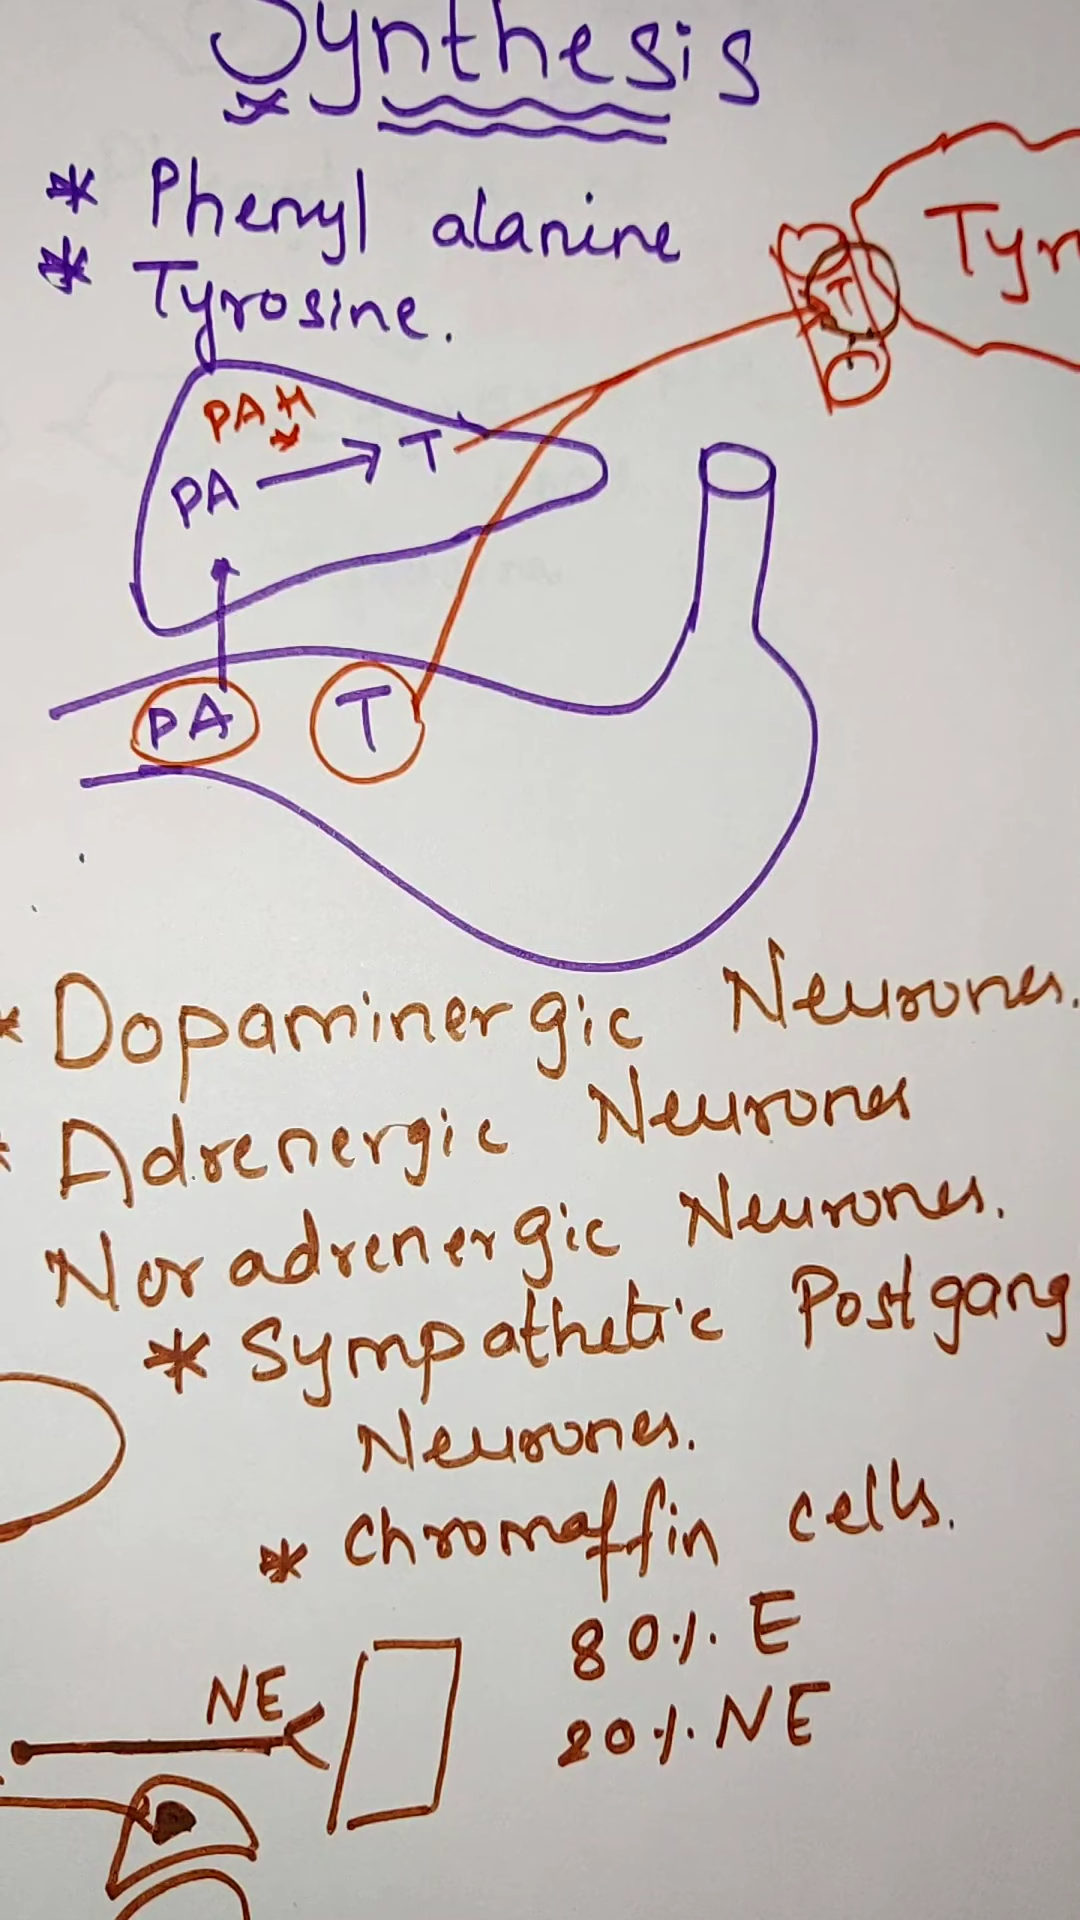 Synthesis
* Phenyl alanine
* Tyrosine.
Tyr
T
PAH
PA → T
PA T
* Dopaminergic Neurones.
* Adrenergic Neurones
Noradrenergic Neurones.
* Sympathetic Postgang
Neurones.
* Chromaffin cells.
80%. E
20%. NE
NE